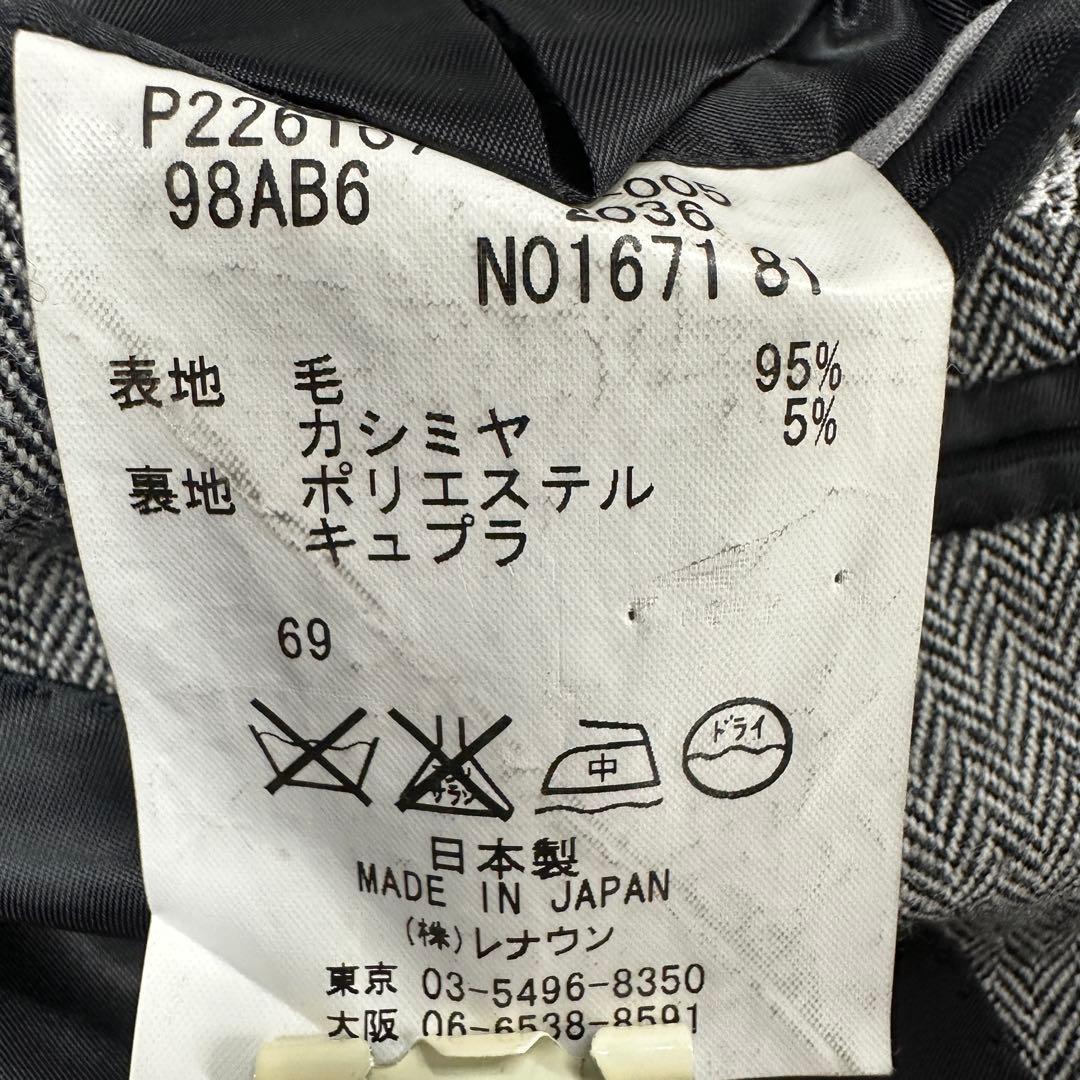 98AB6
-005
2636
N01671 81
表地 毛 95%
カシミヤ 5%
裏地 ポリエステル
キュプラ
69
中
ドライ
日本製
MADE IN JAPAN
(株)レナウン
東京 03-5496-8350
大阪 06-6538-8591